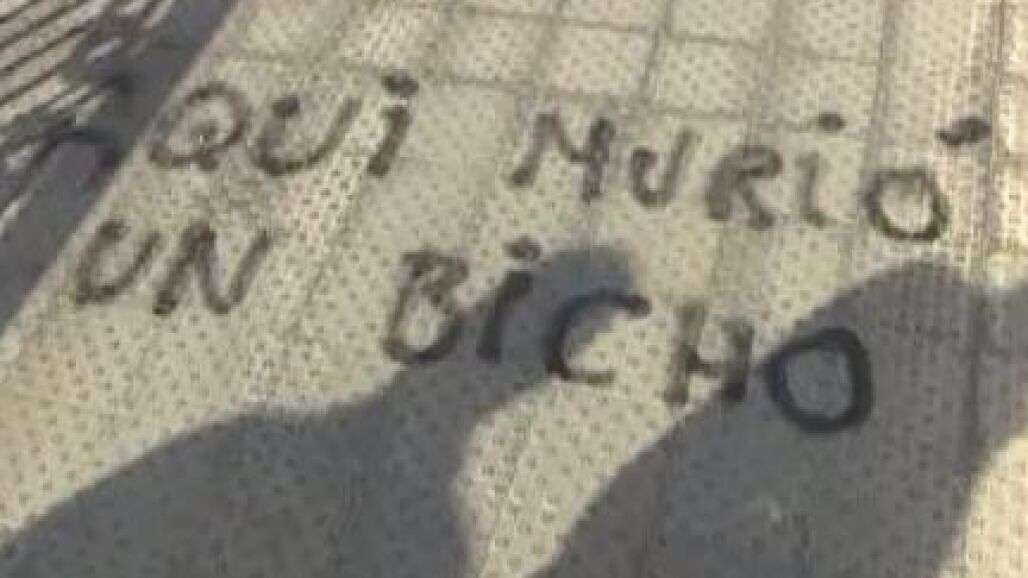 AQUI MURIÓ
UN BICHO